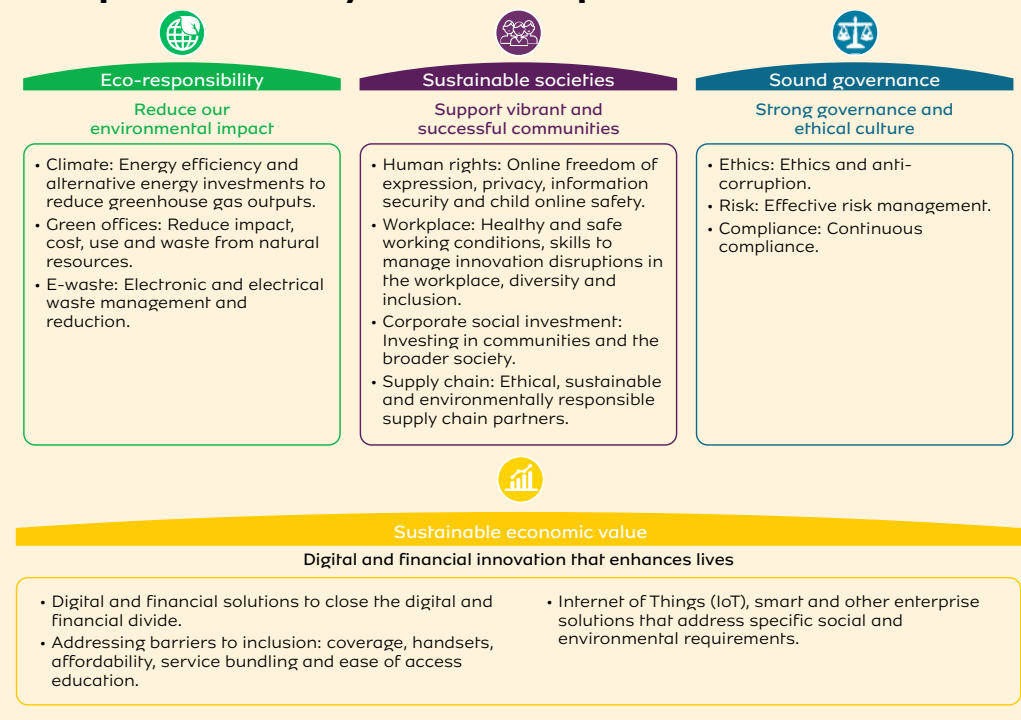 Eco-responsibility
Reduce our
environmental impact
• Climate: Energy efficiency and
alternative energy investments to
reduce greenhouse gas outputs.
• Green offices: Reduce impact,
cost, use and waste from natural
resources.
• E-waste: Electronic and electrical
waste management and
reduction.
Sustainable societies
Support vibrant and
successful communities
• Human rights: Online freedom of
expression, privacy, information
security and child online safety.
• Workplace: Healthy and safe
working conditions, skills to
manage innovation disruptions in
the workplace, diversity and
inclusion.
• Corporate social investment:
Investing in communities and the
broader society.
• Supply chain: Ethical, sustainable
and environmentally responsible
supply chain partners.
Sound governance
Strong governance and
ethical culture
• Ethics: Ethics and anti-
corruption.
• Risk: Effective risk management.
• Compliance: Continuous
compliance.
Sustainable economic value
Digital and financial innovation that enhances lives
• Digital and financial solutions to close the digital and
financial divide.
• Addressing barriers to inclusion: coverage, handsets,
affordability, service bundling and ease of access
education.
• Internet of Things (IoT), smart and other enterprise
solutions that address specific social and
environmental requirements.